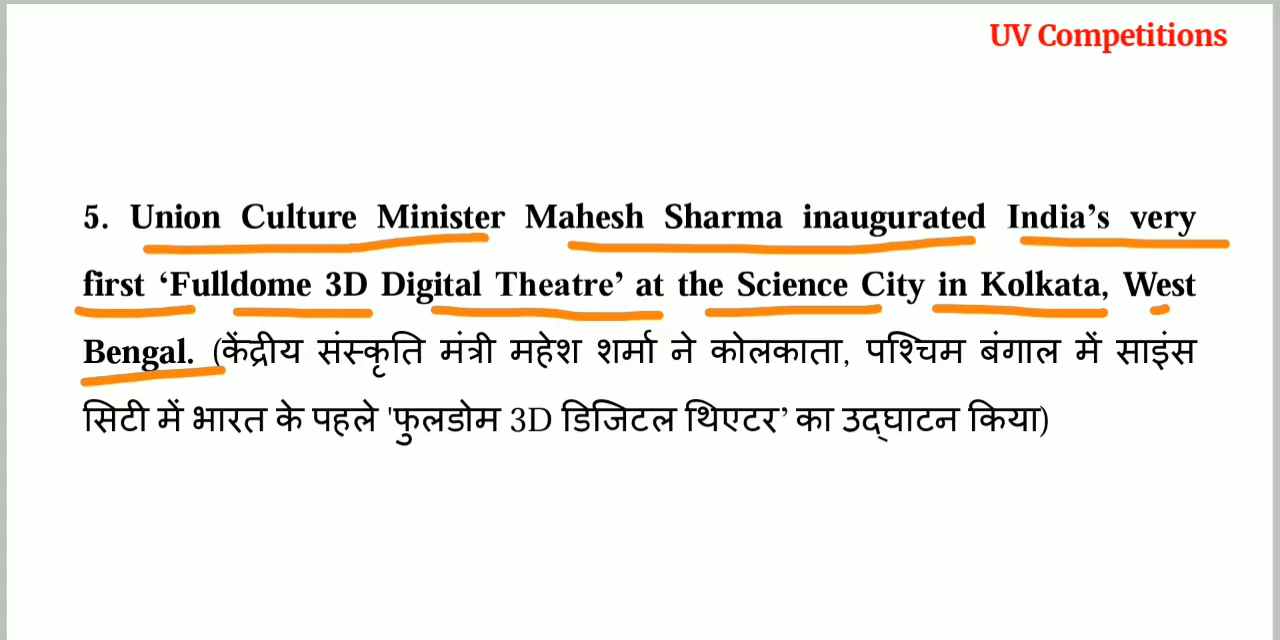 UV Competitions
5. Union Culture Minister Mahesh Sharma inaugurated India’s very
first ‘Fulldome 3D Digital Theatre’ at the Science City in Kolkata, West
Bengal. (केंद्रीय संस्कृति मंत्री महेश शर्मा ने कोलकाता, पश्चिम बंगाल में साइंस
सिटी में भारत के पहले 'फुलडोम 3D डिजिटल थिएटर’ का उद्घाटन किया)